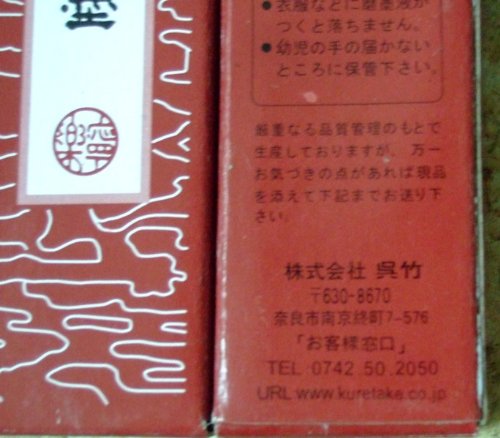 墨
● 衣服などに磨墨液が
つくと落ちません。
● 幼児の手の届かない
ところに保管下さい。
厳重なる品質管理のもとで
生産しておりますが、万一
お気づきの点があれば現品
を添えて下記までお送り下
さい。
株式会社 呉竹
〒630-8670
奈良市南京終町7-576
「お客様窓口」
TEL 0742.50.2050
URL www.kuretake.co.jp